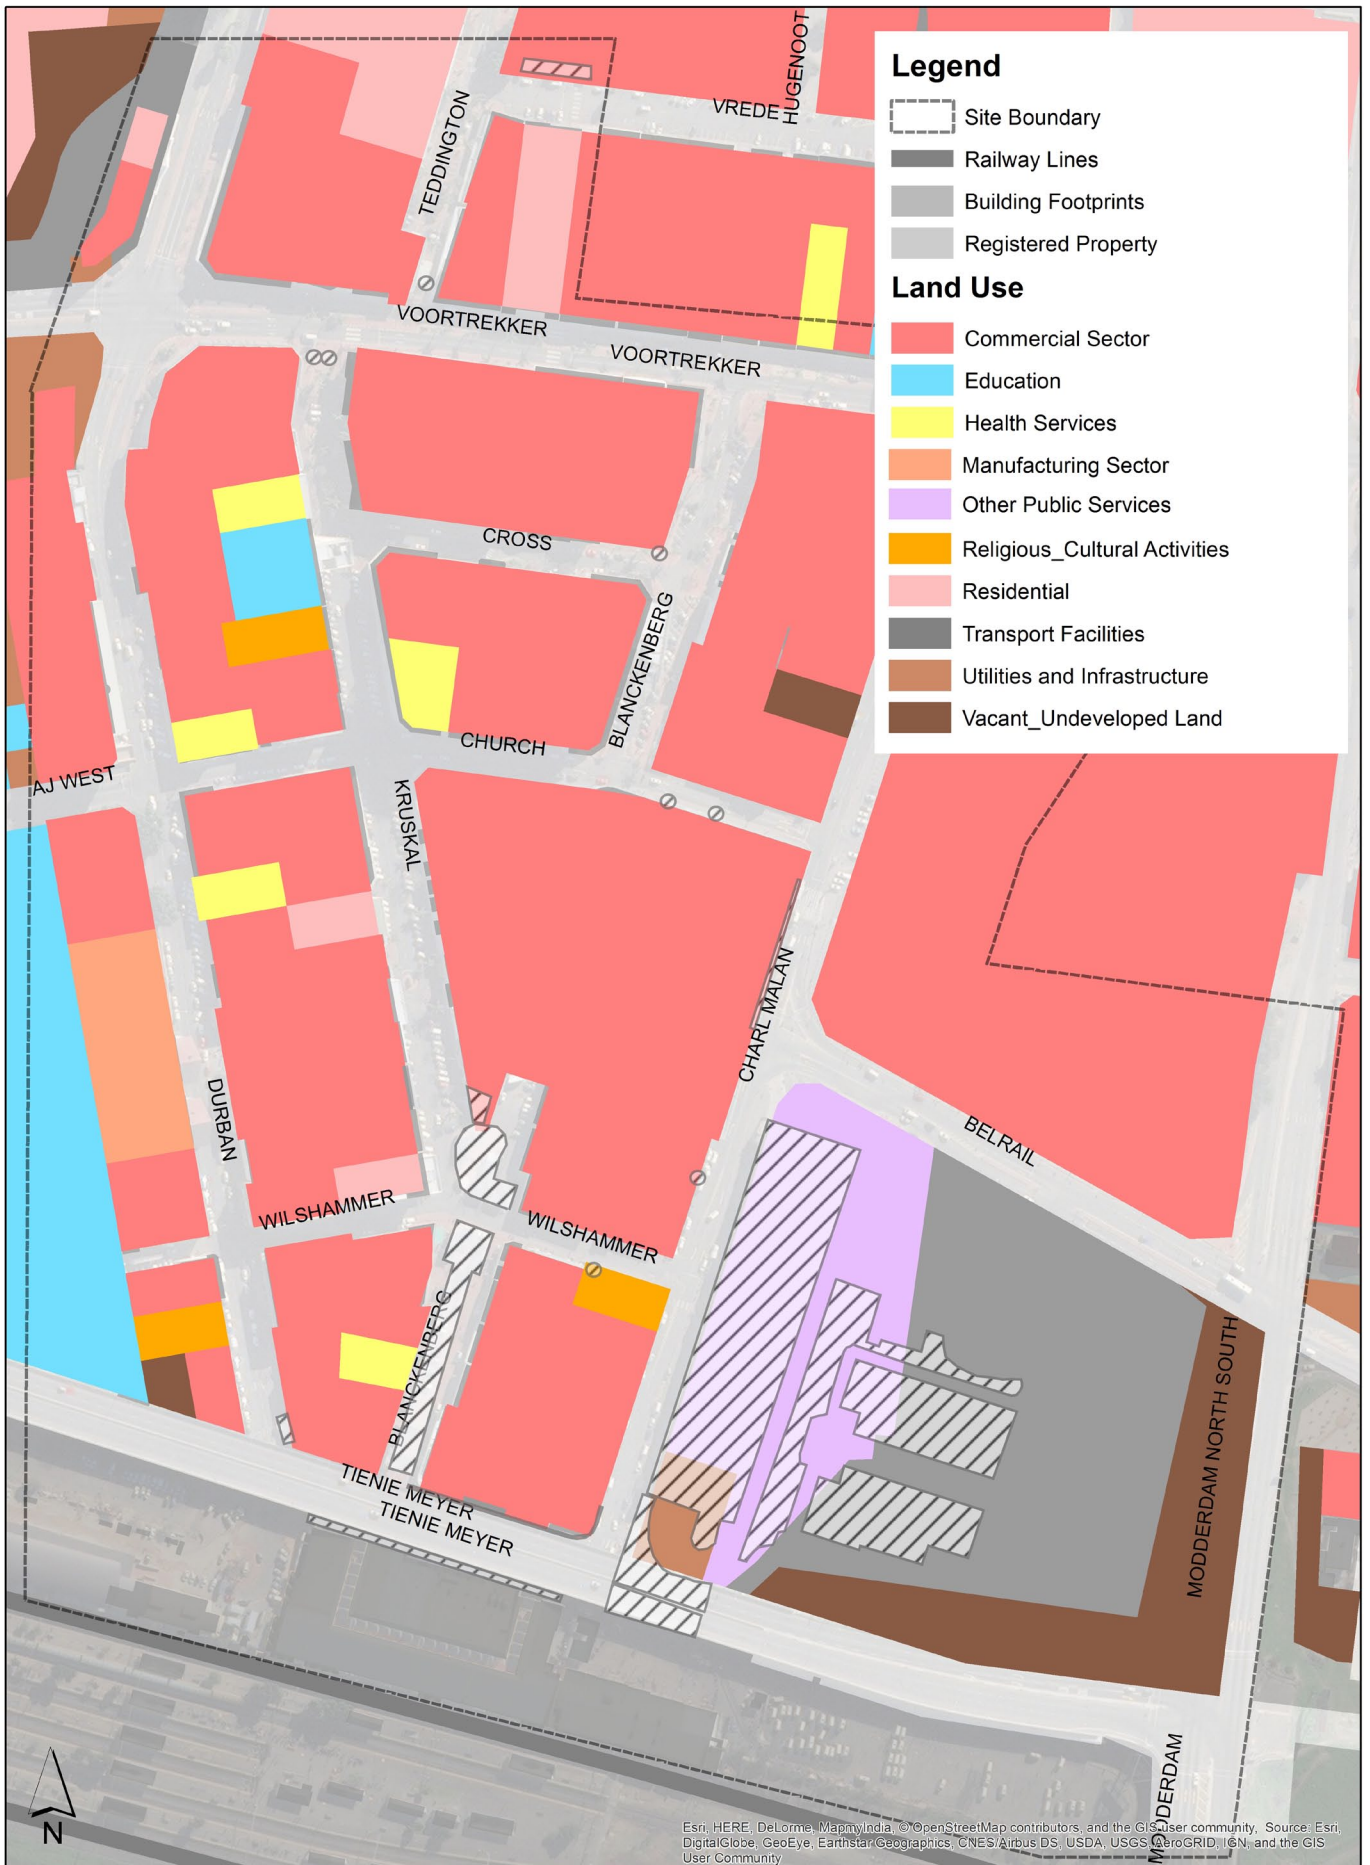 HUGENOOT
Legend
TEDDINGTON
VREDE
Site Boundary
Railway Lines
Building Footprints
Registered Property
Land Use
VOORTREKKER
VOORTREKKER
Commercial Sector
Education
Health Services
Manufacturing Sector
Other Public Services
Religious_Cultural Activities
Residential
Transport Facilities
Utilities and Infrastructure
Vacant_Undeveloped Land
CROSS
BLANCKENBERG
CHURCH
AJ WEST
KRUSKAL
CHARL MALAN
DURBAN
BELRAIL
WILSHAMMER
WILSHAMMER
BLANCKENBERG
MODDERDAM NORTH SOUTH
TIENIE MEYER
TIENIE MEYER
MODDERDAM
N
Esri, HERE, DeLorme, MapmyIndia, © OpenStreetMap contributors, and the GIS user community, Source: Esri,
DigitalGlobe, GeoEye, Earthstar Geographics, CNES/Airbus DS, USDA, USGS, AeroGRID, IGN, and the GIS
User Community